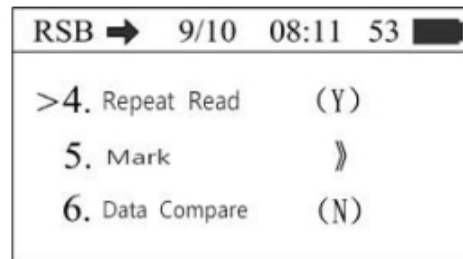 RSB ➡ 9/10 08:11 53
>4. Repeat Read (Y)
5. Mark 》
6. Data Compare (N)